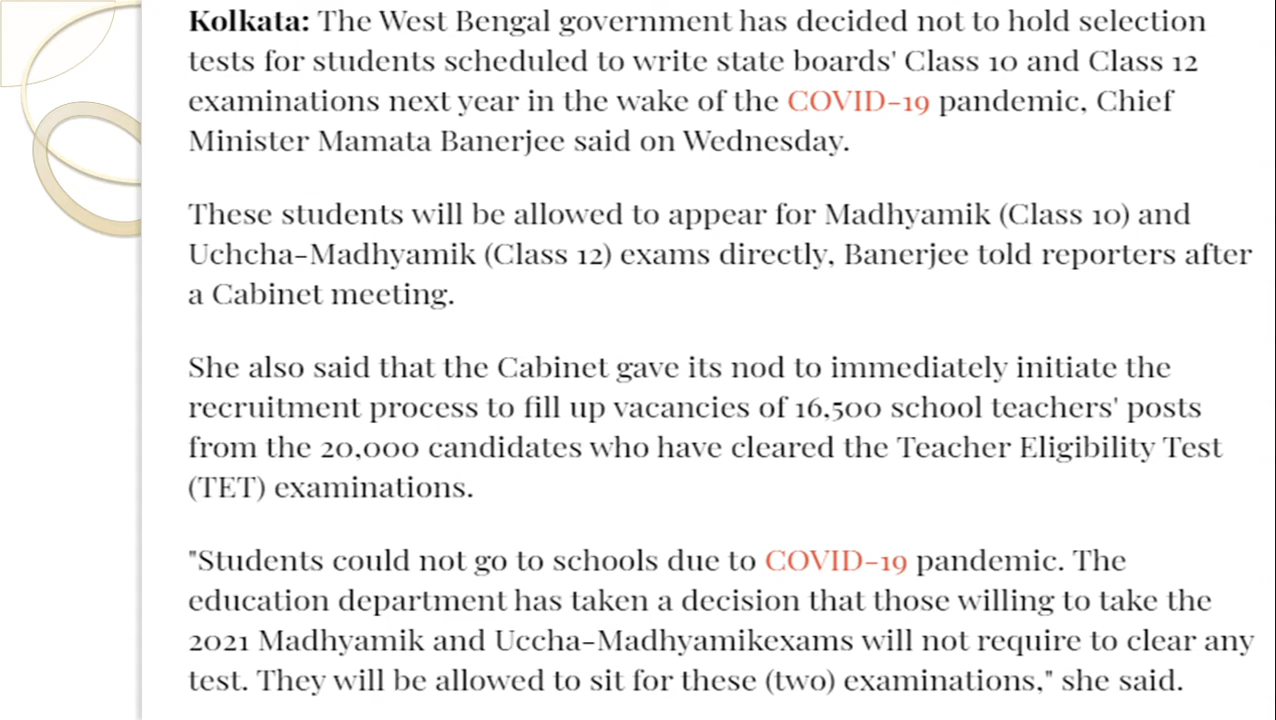 Kolkata: The West Bengal government has decided not to hold selection
tests for students scheduled to write state boards' Class 10 and Class 12
examinations next year in the wake of the COVID-19 pandemic, Chief
Minister Mamata Banerjee said on Wednesday.
These students will be allowed to appear for Madhyamik (Class 10) and
Uchcha-Madhyamik (Class 12) exams directly, Banerjee told reporters after
a Cabinet meeting.
She also said that the Cabinet gave its nod to immediately initiate the
recruitment process to fill up vacancies of 16,500 school teachers' posts
from the 20,000 candidates who have cleared the Teacher Eligibility Test
(TET) examinations.
"Students could not go to schools due to COVID-19 pandemic. The
education department has taken a decision that those willing to take the
2021 Madhyamik and Uccha-Madhyamikexams will not require to clear any
test. They will be allowed to sit for these (two) examinations," she said.